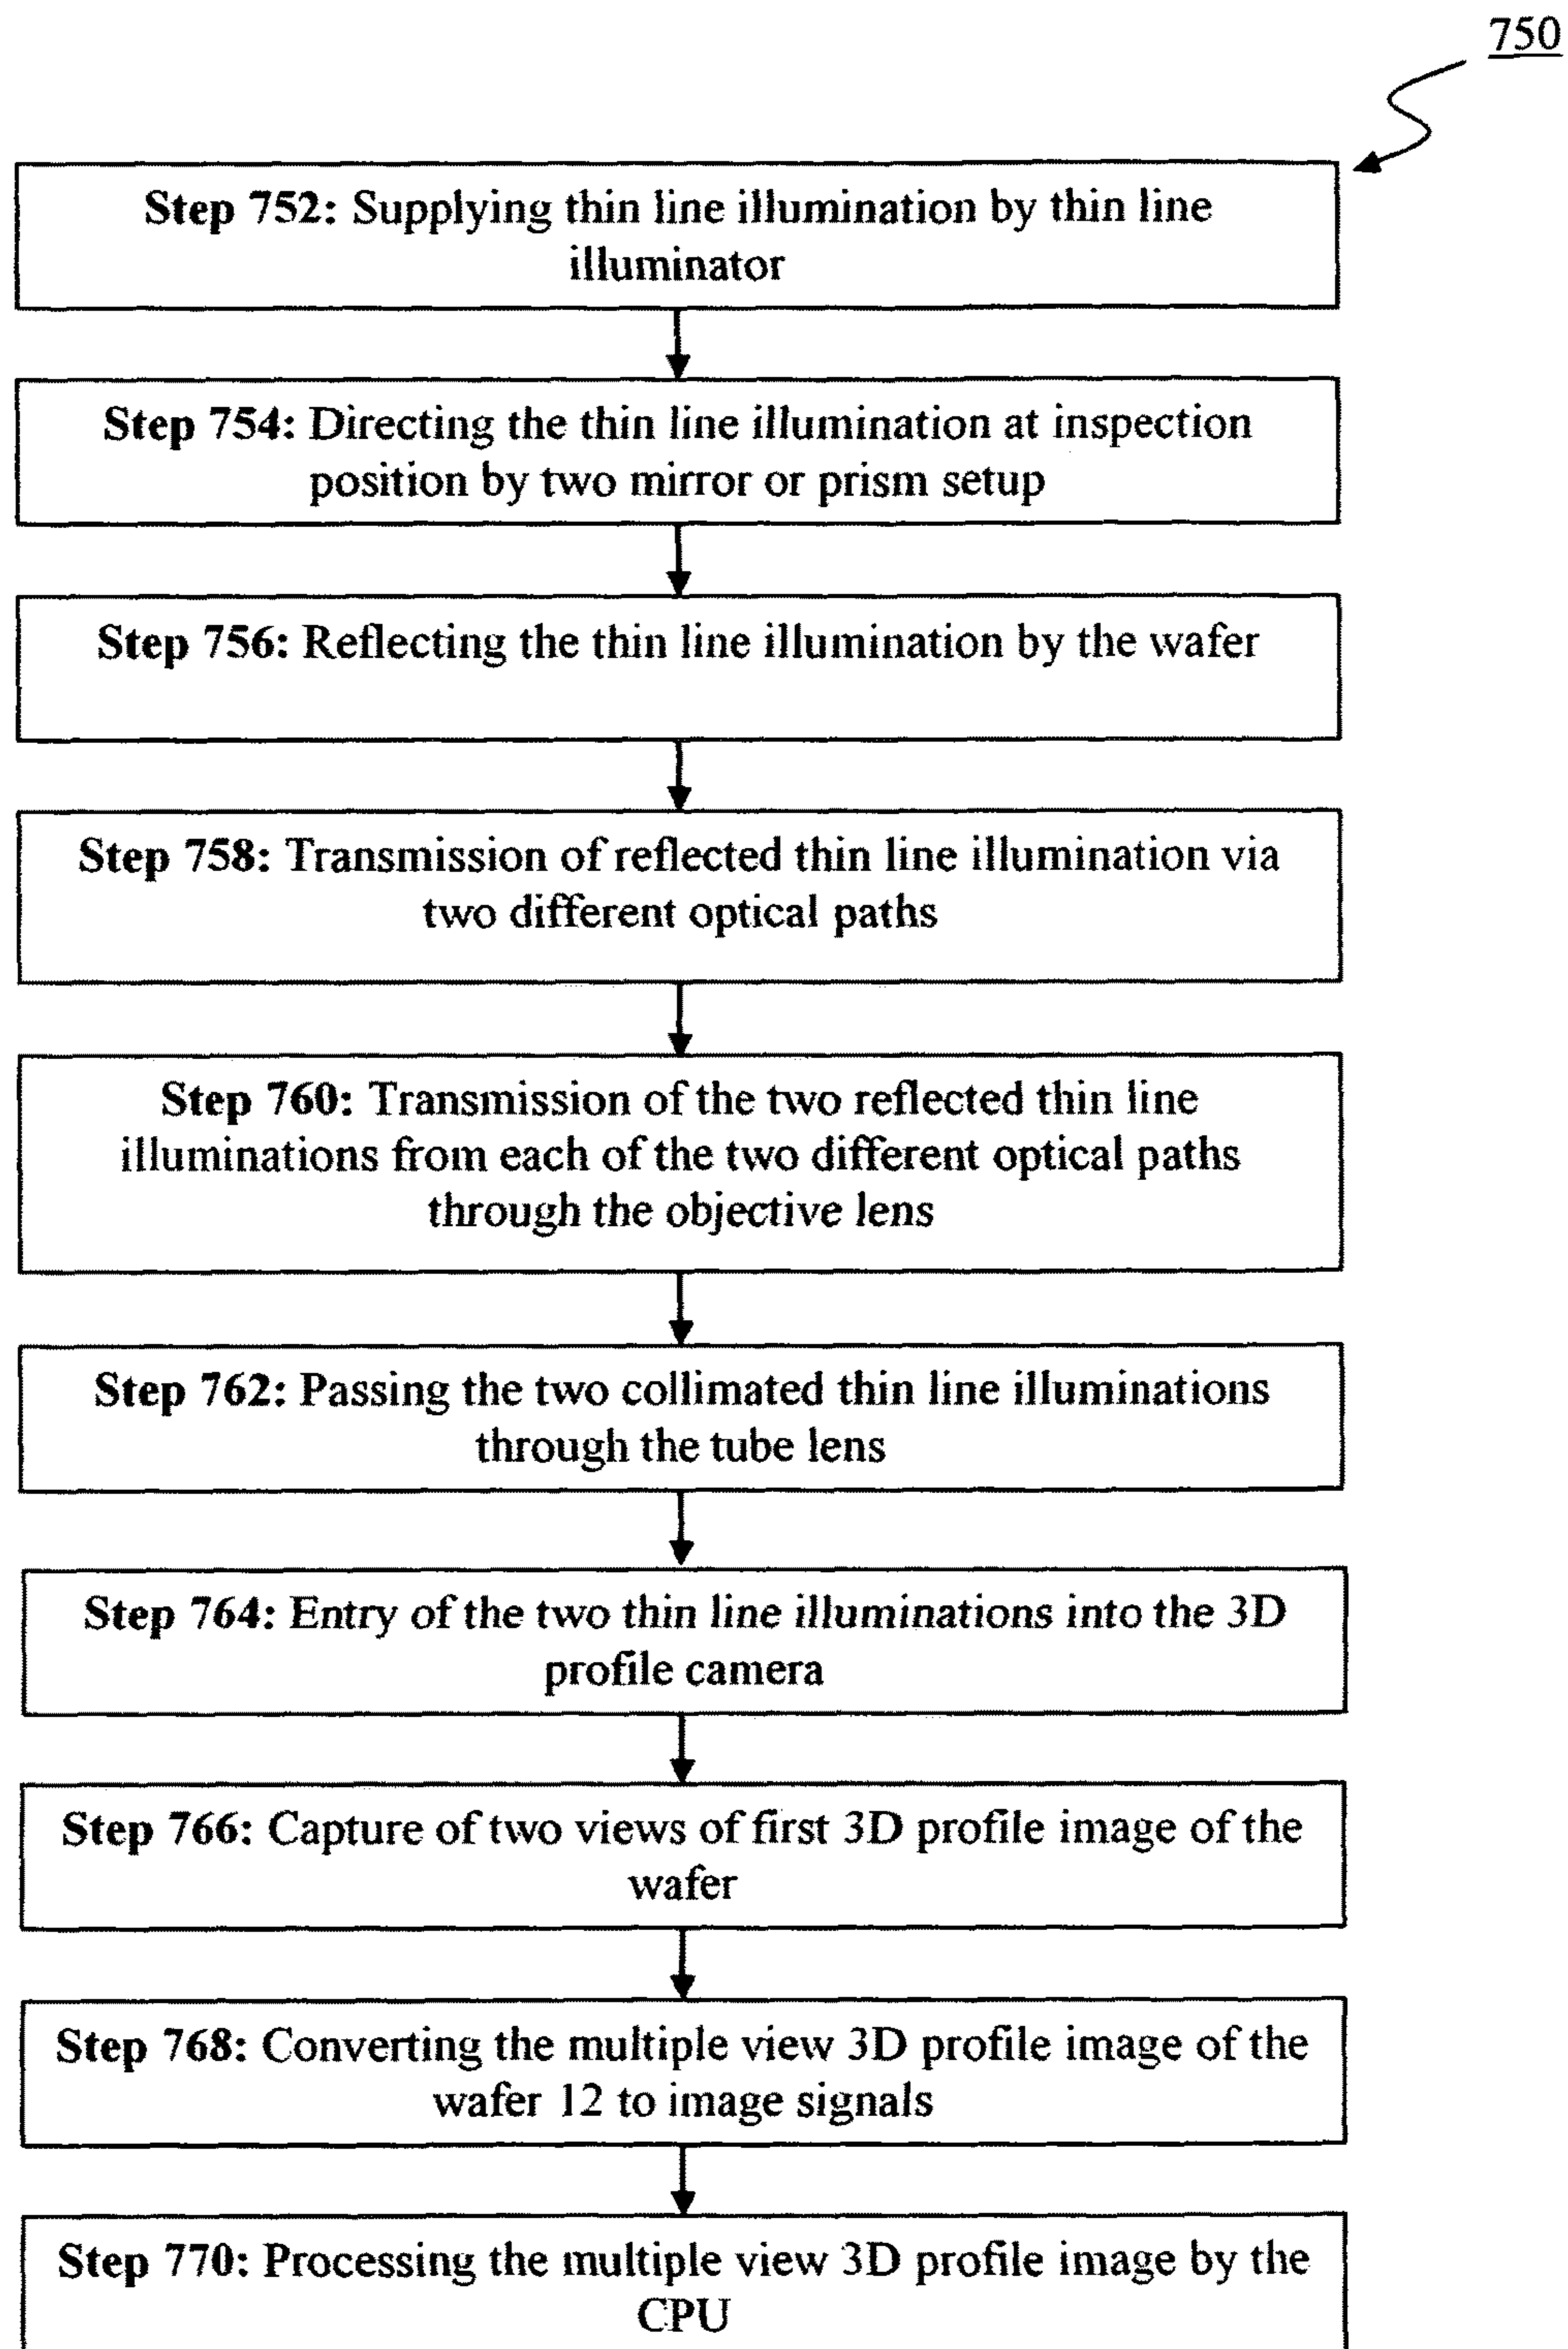 750
Step 752: Supplying thin line illumination by thin line
illuminator
Step 754: Directing the thin line illumination at inspection
position by two mirror or prism setup
Step 756: Reflecting the thin line illumination by the wafer
Step 758: Transmission of reflected thin line illumination via
two different optical paths
Step 760: Transmission of the two reflected thin line
illuminations from each of the two different optical paths
through the objective lens
Step 762: Passing the two collimated thin line illuminations
through the tube lens
Step 764: Entry of the two thin line illuminations into the 3D
profile camera
Step 766: Capture of two views of first 3D profile image of the
wafer
Step 768: Converting the multiple view 3D profile image of the
wafer 12 to image signals
Step 770: Processing the multiple view 3D profile image by the
CPU